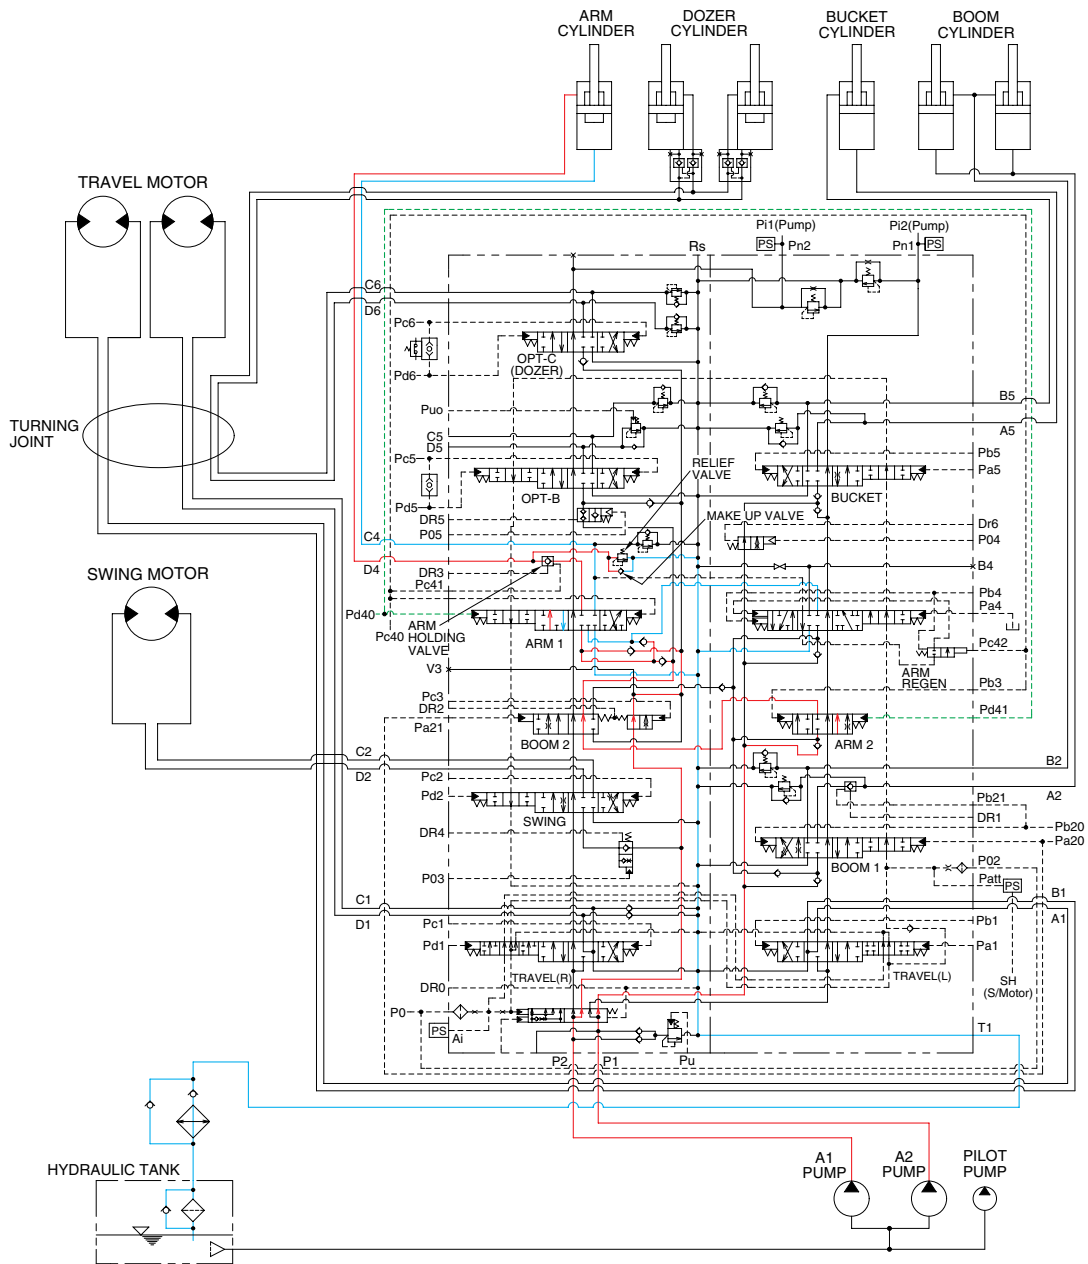 ARM
CYLINDER
DOZER
CYLINDER
BUCKET
CYLINDER
BOOM
CYLINDER
TRAVEL MOTOR
Pi1(Pump)
Pi2(Pump)
PS
Pn2
Pn1
PS
Rs
C6
D6
Pc6
Pd6
OPT-C
(DOZER)
TURNING
JOINT
Puo
C5
D5
B5
A5
Pc5
Pd5
OPT-B
RELIEF
VALVE
BUCKET
Pb5
Pa5
MAKE UP VALVE
DR5
P05
Dr6
P04
C4
D4
DR3
Pc41
B4
SWING MOTOR
Pd40
Pc40
ARM
HOLDING
VALVE
ARM 1
Pb4
Pa4
Pc42
ARM
REGEN
V3
Pc3
DR2
Pa21
BOOM 2
Pb3
Pd41
ARM 2
C2
D2
B2
A2
Pc2
Pd2
SWING
Pb21
DR1
DR4
Pb20
Pa20
BOOM 1
P03
P02
Patt
PS
C1
D1
B1
A1
Pc1
Pd1
TRAVEL(R)
Pb1
Pa1
TRAVEL(L)
SH
(S/Motor)
DR0
P0
PS
Ai
T1
P2
P1
Pu
HYDRAULIC TANK
A1
PUMP
A2
PUMP
PILOT
PUMP